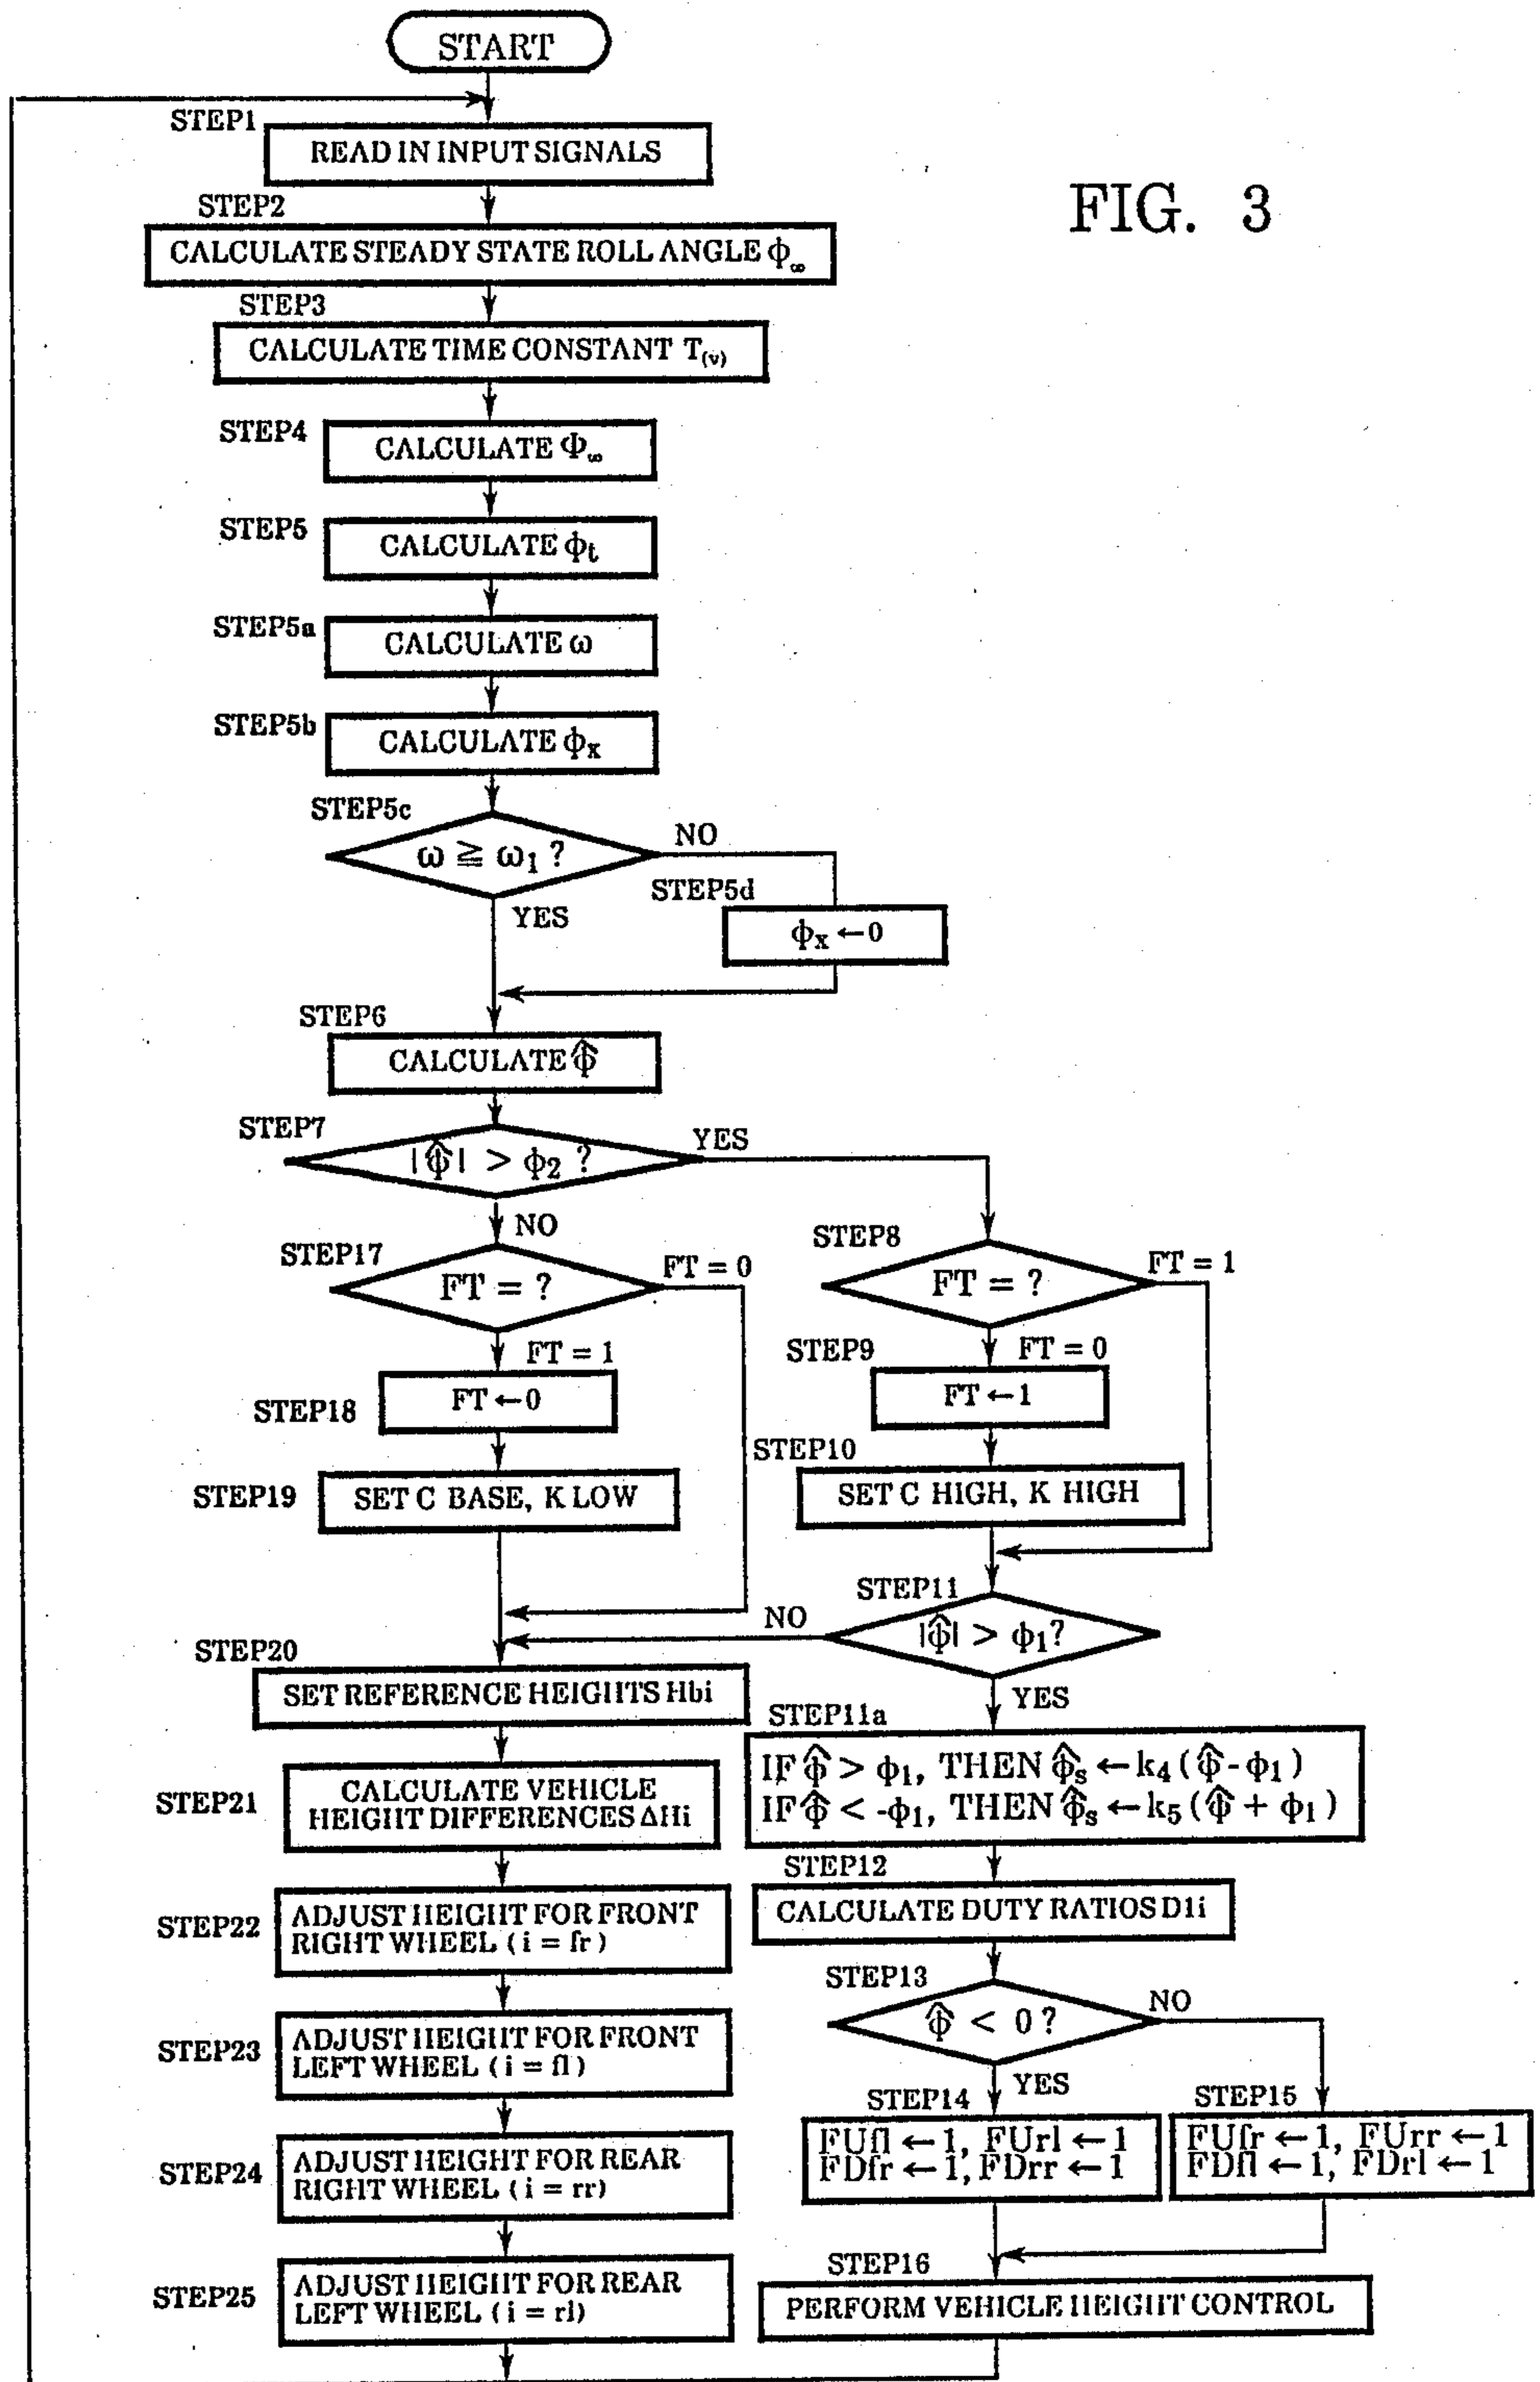 START
STEP1
READ IN INPUT SIGNALS
FIG. 3
STEP2
CALCULATE STEADY STATE ROLL ANGLE ϕ∞
STEP3
CALCULATE TIME CONSTANT T(v)
STEP4
CALCULATE Φ∞
STEP5
CALCULATE ϕt
STEP5a
CALCULATE ω
STEP5b
CALCULATE ϕx
STEP5c
ω ≧ ω1 ?
NO
YES
STEP5d
ϕx ← 0
STEP6
CALCULATE ϕ̂
STEP7
|ϕ̂| > ϕ2 ?
YES
NO
STEP17
FT = ?
FT = 0
STEP8
FT = ?
FT = 1
FT = 1
STEP9
FT = 0
STEP18
FT ← 0
FT ← 1
STEP10
STEP19
SET C BASE, K LOW
SET C HIGH, K HIGH
STEP11
NO
|ϕ̂| > ϕ1?
YES
STEP20
SET REFERENCE HEIGHTS Hbi
STEP11a
IF ϕ̂ > ϕ1, THEN ϕ̂s ← k4 (ϕ̂ - ϕ1)
IF ϕ̂ < -ϕ1, THEN ϕ̂s ← k5 (ϕ̂ + ϕ1)
STEP21
CALCULATE VEHICLE
HEIGHT DIFFERENCES ΔHi
STEP12
CALCULATE DUTY RATIOS D1i
STEP22
ADJUST HEIGHT FOR FRONT
RIGHT WHEEL ( i = fr )
STEP13
ϕ̂ < 0 ?
NO
YES
STEP23
ADJUST HEIGHT FOR FRONT
LEFT WHEEL ( i = fl )
STEP14
FUfl ← 1, FUrl ← 1
FDfr ← 1, FDrr ← 1
STEP15
FUfr ← 1, FUrr ← 1
FDfl ← 1, FDrl ← 1
STEP24
ADJUST HEIGHT FOR REAR
RIGHT WHEEL ( i = rr)
STEP16
PERFORM VEHICLE HEIGHT CONTROL
STEP25
ADJUST HEIGHT FOR REAR
LEFT WHEEL ( i = rl)